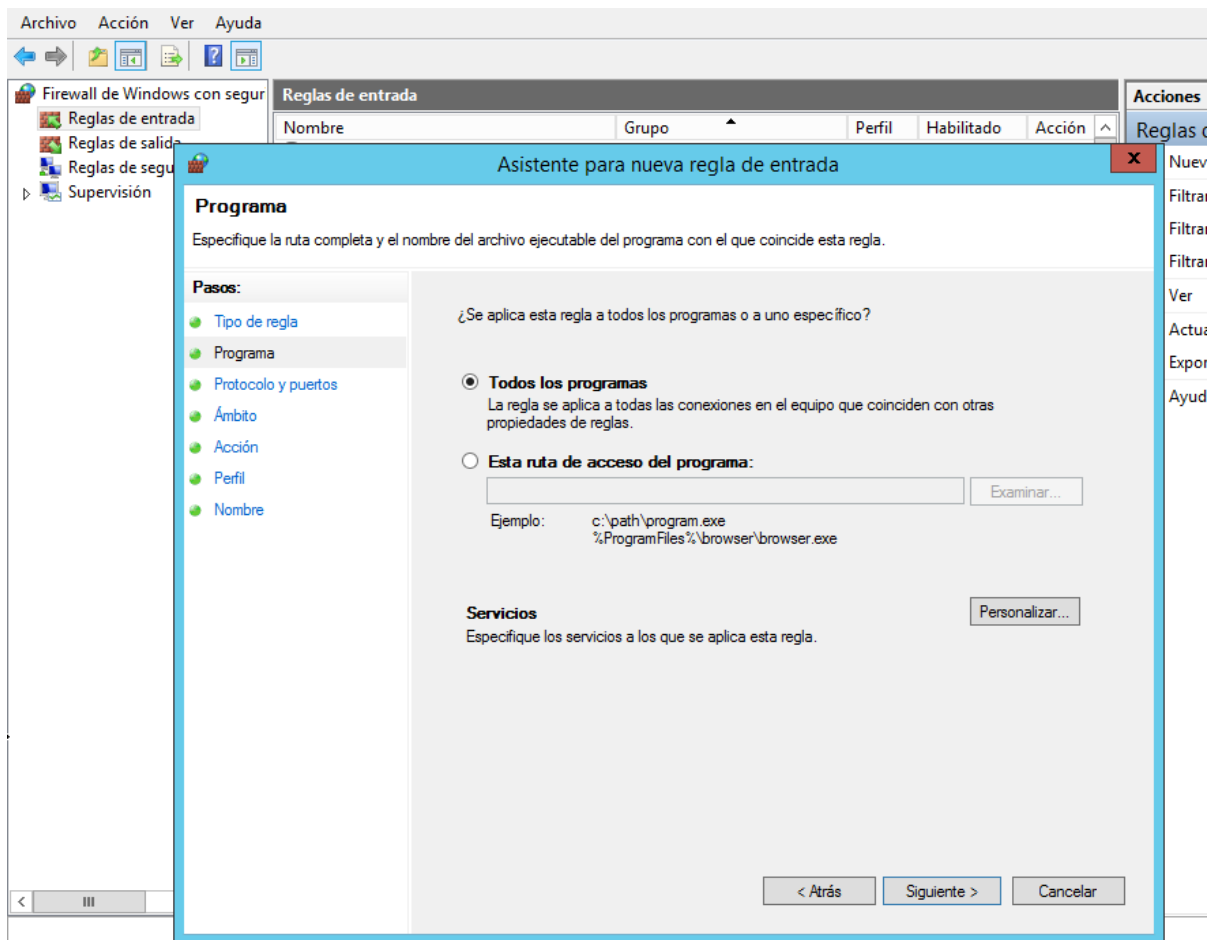 Archivo Acción Ver Ayuda
Firewall de Windows con segur
Reglas de entrada
Reglas de salida
Reglas de segu
Supervisión
Reglas de entrada
Nombre Grupo Perfil Habilitado Acción
Acciones
Reglas
Nuev
Filtrar
Filtrar
Filtrar
Ver
Actua
Expor
Ayud
Asistente para nueva regla de entrada
x
Programa
Especifique la ruta completa y el nombre del archivo ejecutable del programa con el que coincide esta regla.
Pasos:
Tipo de regla
Programa
Protocolo y puertos
Ámbito
Acción
Perfil
Nombre
¿Se aplica esta regla a todos los programas o a uno específico?
Todos los programas
La regla se aplica a todas las conexiones en el equipo que coinciden con otras
propiedades de reglas.
Esta ruta de acceso del programa:
Examinar...
Ejemplo: c:\path\program.exe
%ProgramFiles%\browser\browser.exe
Servicios
Personalizar...
Especifique los servicios a los que se aplica esta regla.
< Atrás Siguiente > Cancelar